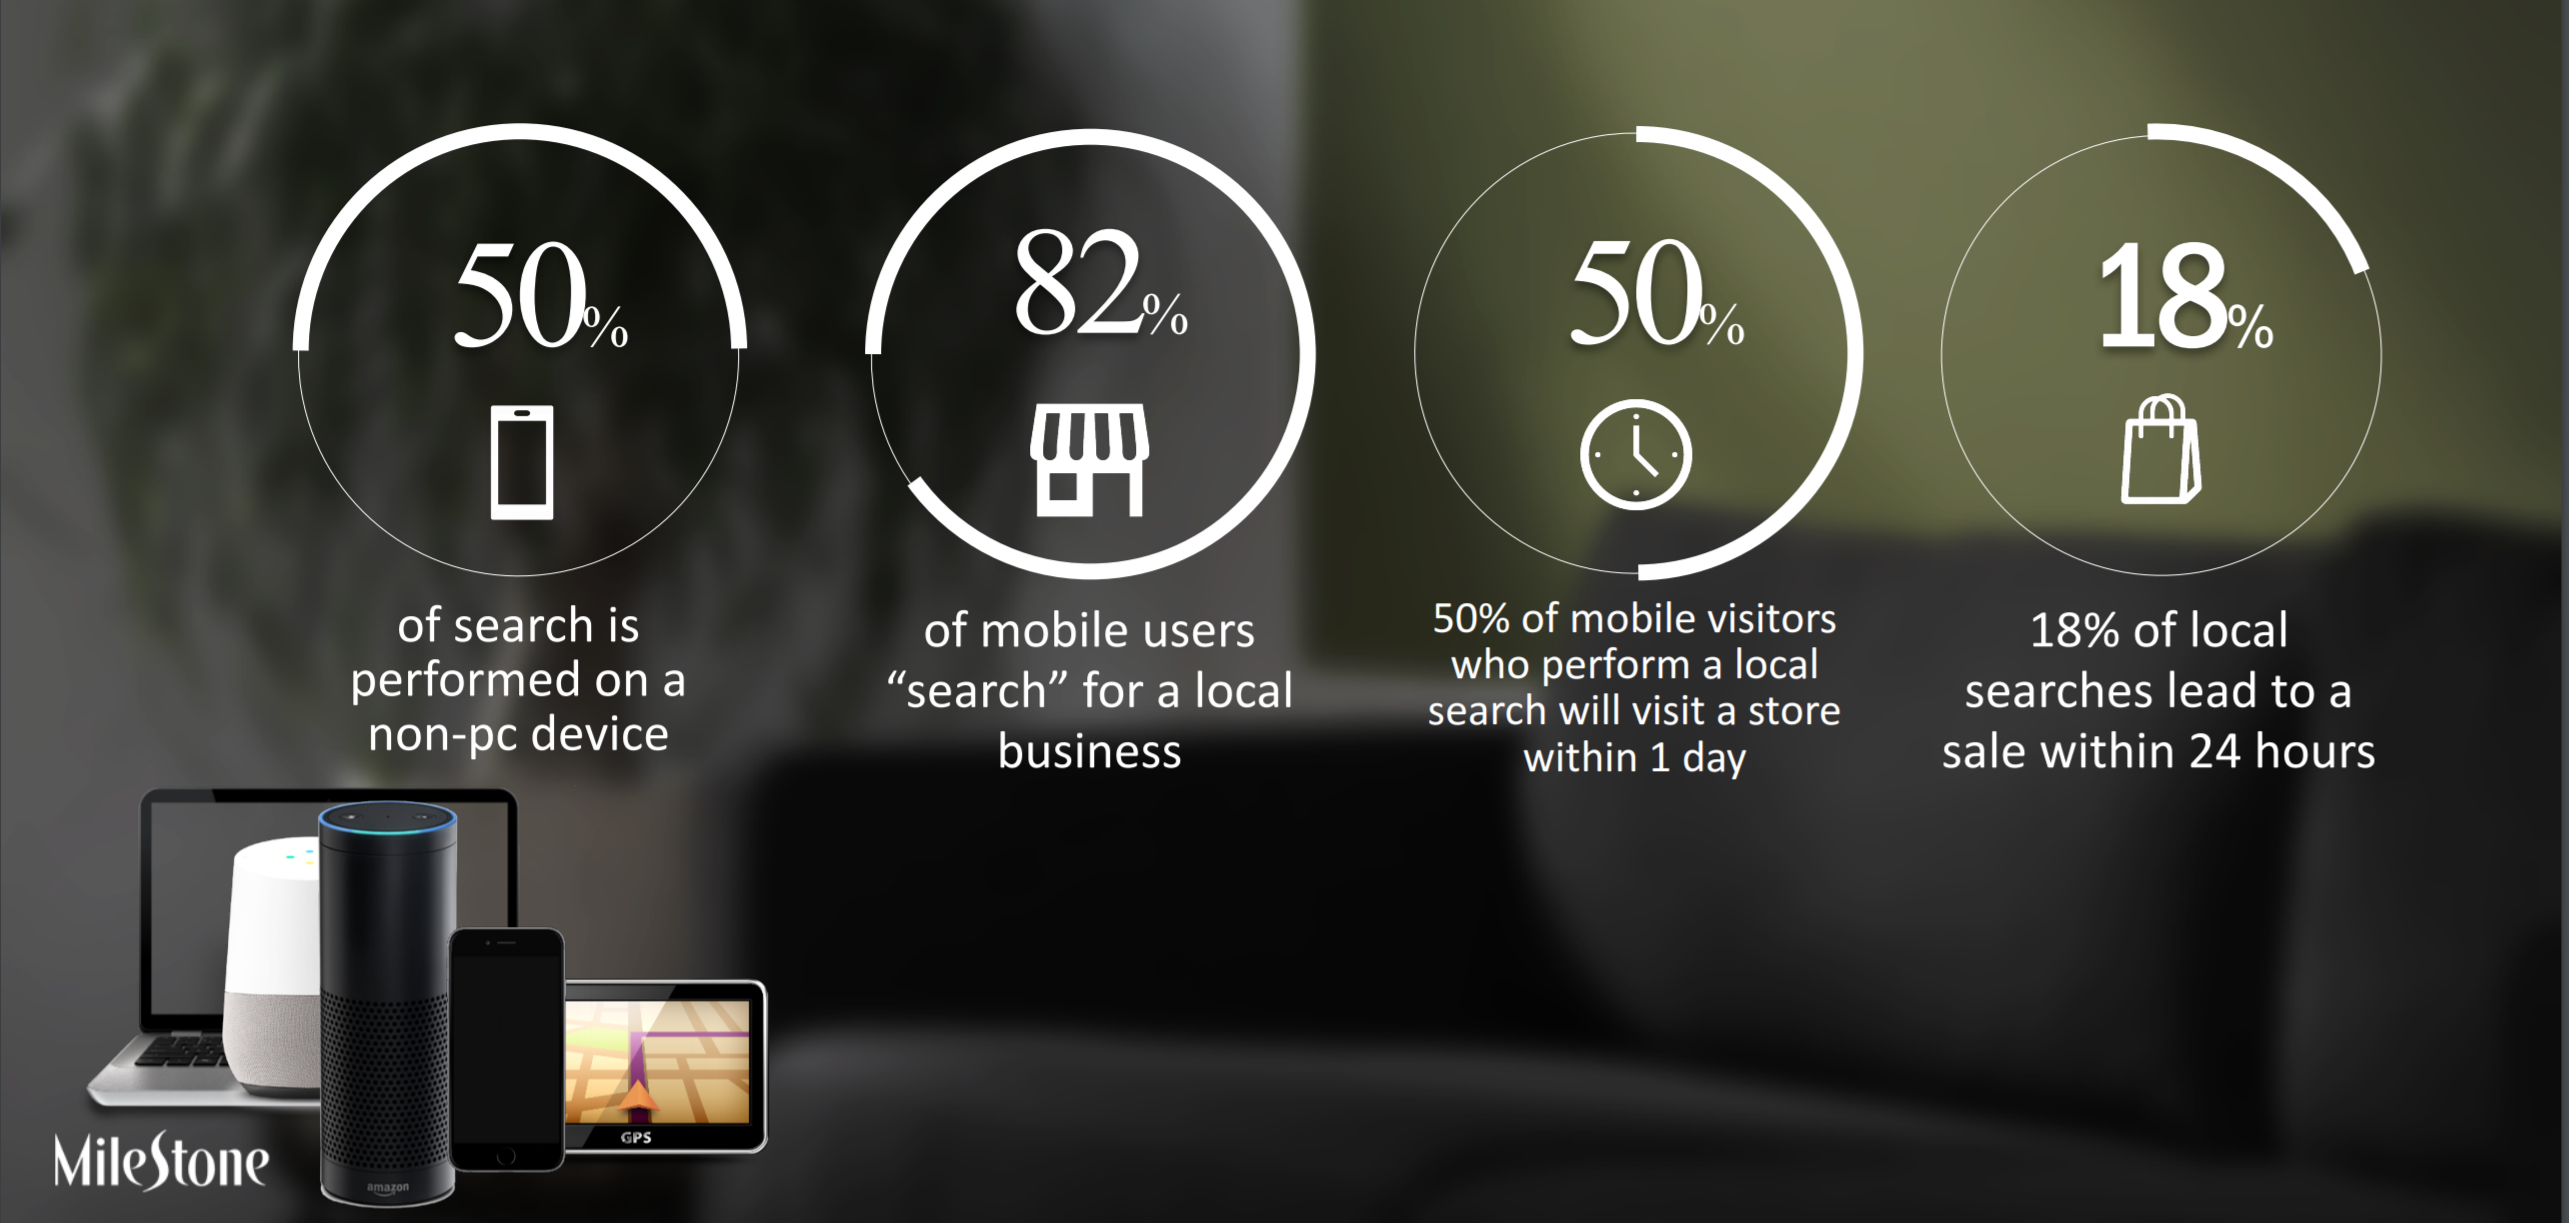 50%
of search is
performed on a
non-pc device
82%
of mobile users
“search” for a local
business
50%
50% of mobile visitors
who perform a local
search will visit a store
within 1 day
18%
18% of local
searches lead to a
sale within 24 hours
GPS
amazon
MileStone